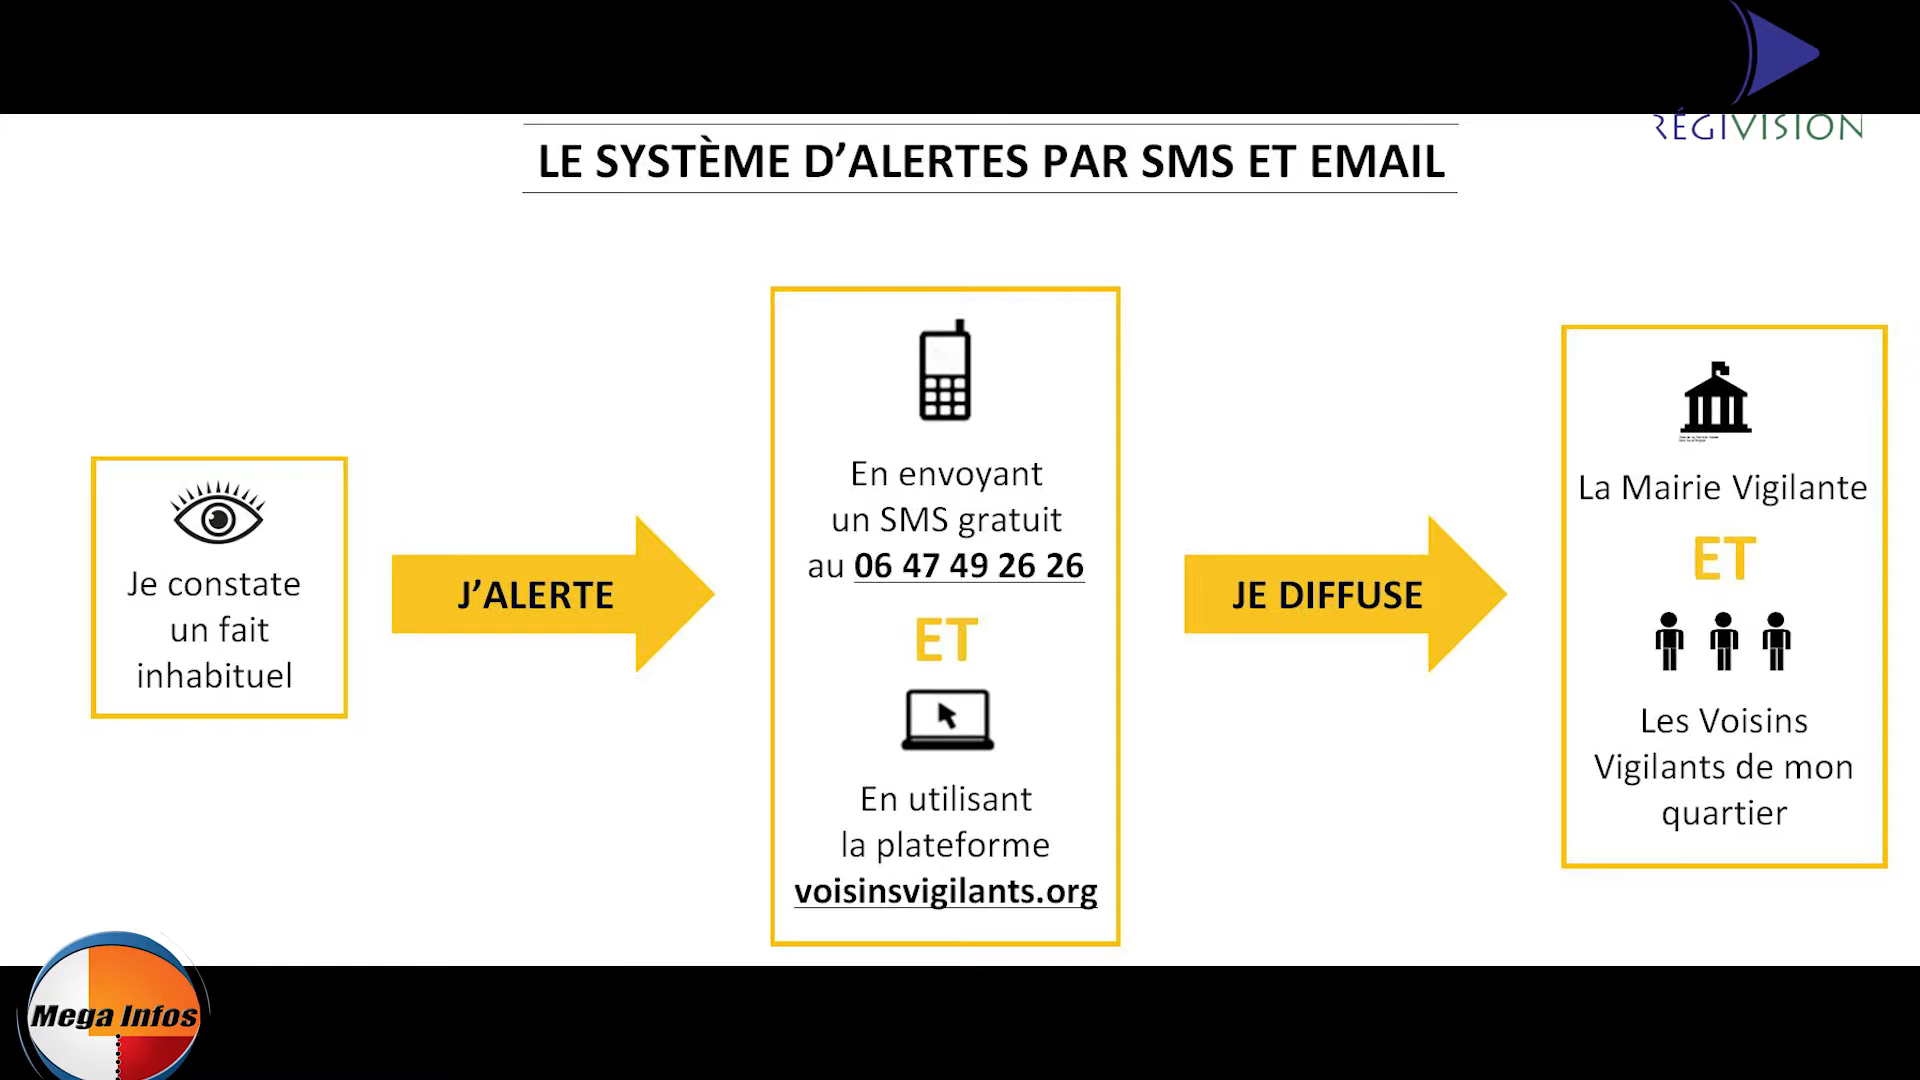 RÉGIVISION
LE SYSTÈME D’ALERTES PAR SMS ET EMAIL
Je constate
un fait
inhabituel
J’ALERTE
En envoyant
un SMS gratuit
au 06 47 49 26 26
ET
En utilisant
la plateforme
voisinsvigilants.org
JE DIFFUSE
La Mairie Vigilante
ET
Les Voisins
Vigilants de mon
quartier
Mega Infos